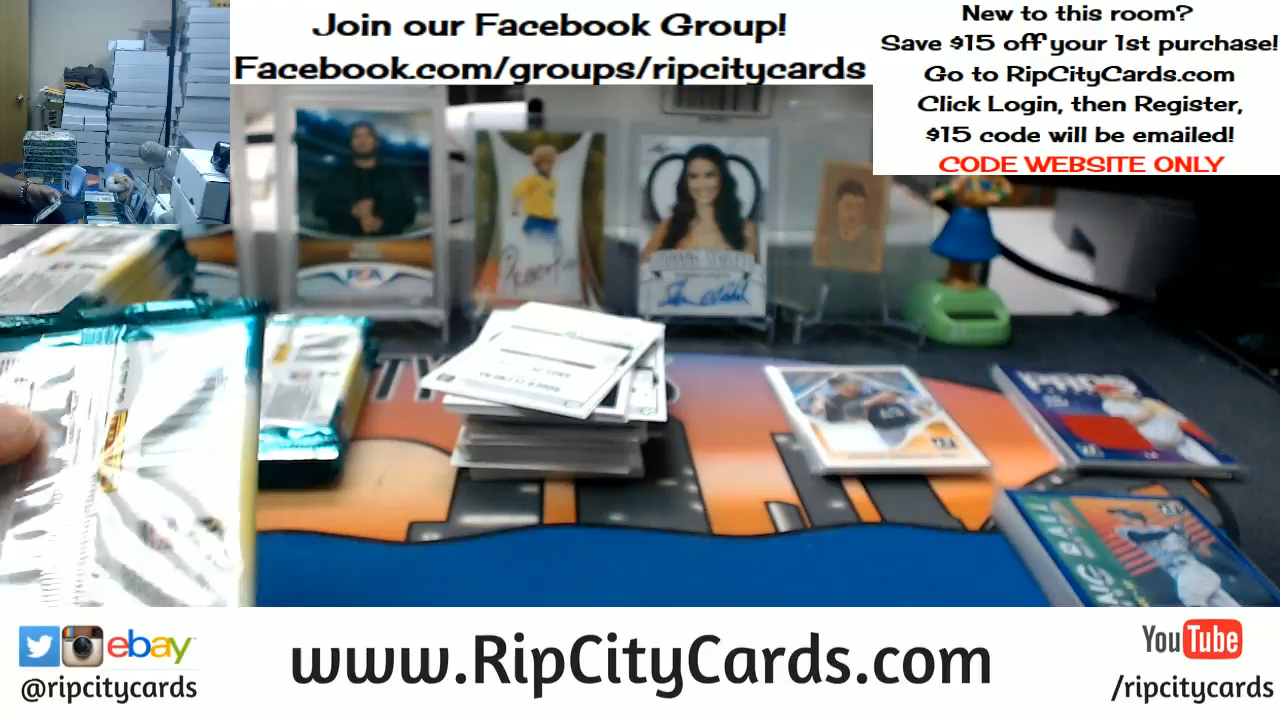 Join our Facebook Group!
Facebook.com/groups/ripcitycards
New to this room?
Save $15 off your 1st purchase!
Go to RipCityCards.com
Click Login, then Register,
$15 code will be emailed!
CODE WEBSITE ONLY
ebay
@ripcitycards
www.RipCityCards.com
YouTube
/ripcitycards